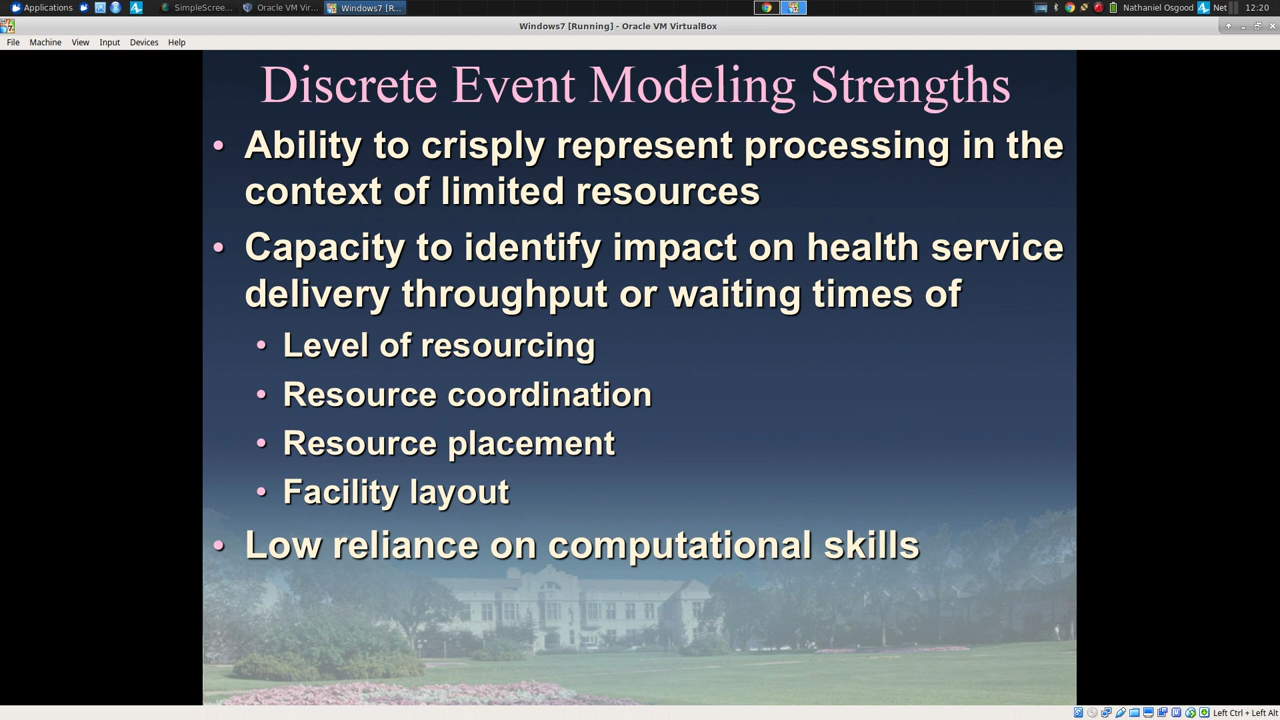 Applications
SimpleScree...
Oracle VM Vir...
Windows7 [R...
Nathaniel Osgood
Net
12:20
Windows7 [Running] - Oracle VM VirtualBox
File Machine View Input Devices Help
Discrete Event Modeling Strengths
• Ability to crisply represent processing in the
context of limited resources
• Capacity to identify impact on health service
delivery throughput or waiting times of
• Level of resourcing
• Resource coordination
• Resource placement
• Facility layout
• Low reliance on computational skills
Left Ctrl + Left Alt